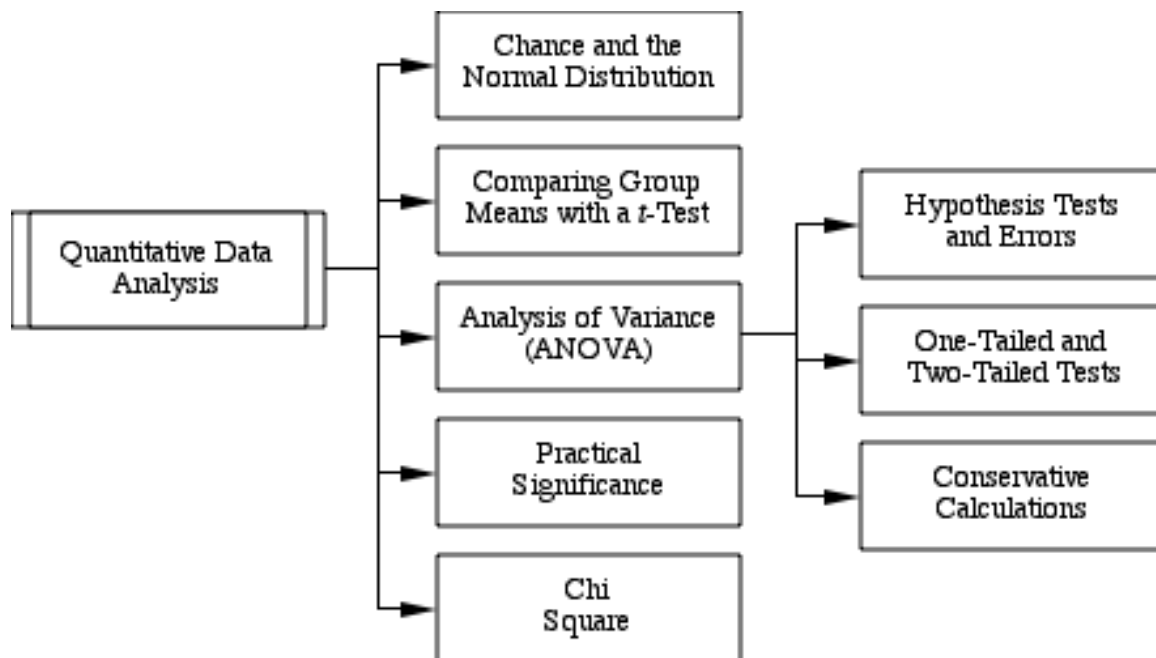 Quantitative Data
Analysis
Chance and the
Normal Distribution
Comparing Group
Means with a t-Test
Analysis of Variance
(ANOVA)
Practical
Significance
Chi
Square
Hypothesis Tests
and Errors
One-Tailed and
Two-Tailed Tests
Conservative
Calculations